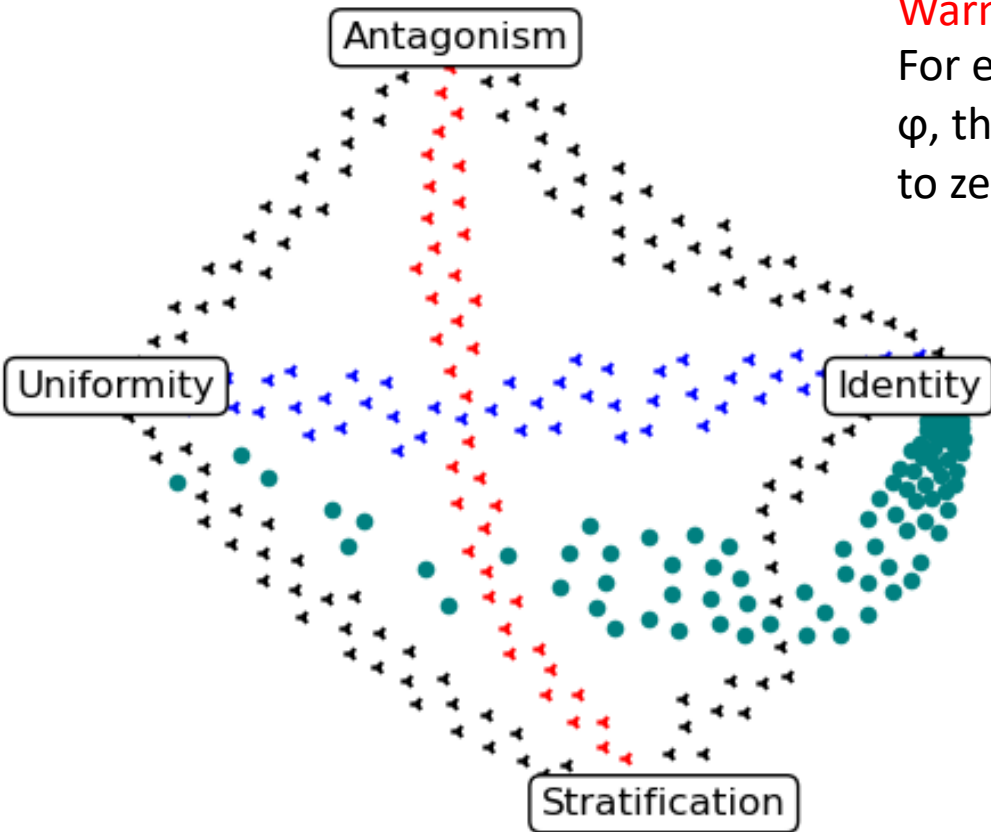 Antagonism
For e
φ, th
to ze
Uniformity
Identity
Stratification